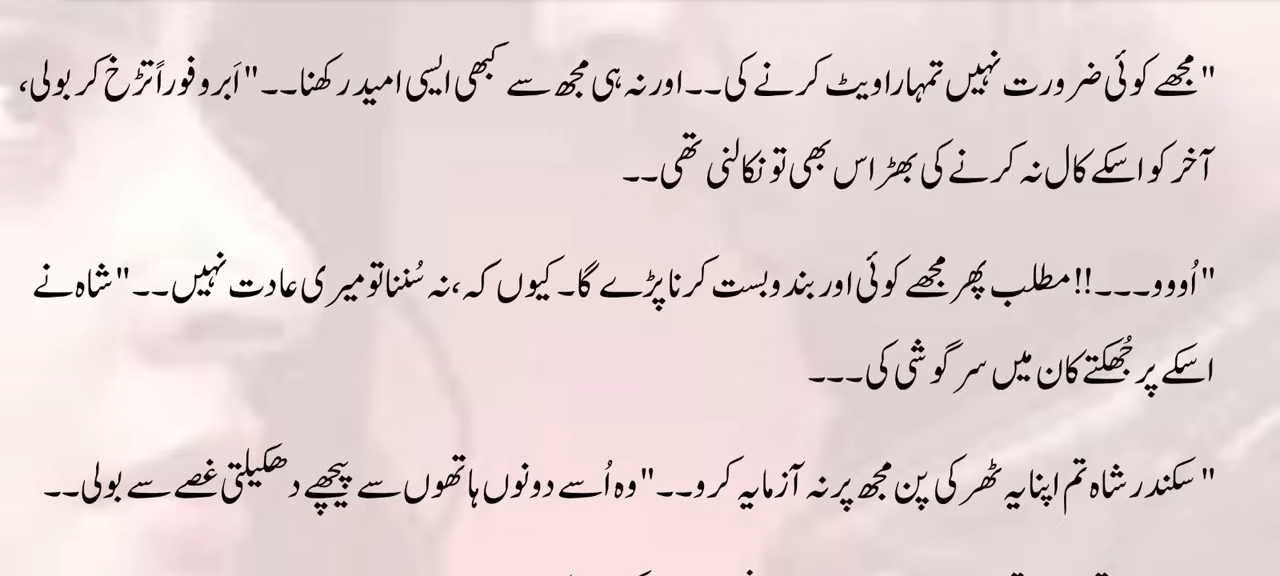 "مجھے کوئی ضرورت نہیں تمہارا ویٹ کرنے کی۔۔اور نہ ہی مجھ سے کبھی ایسی امید رکھنا۔۔"اَبرو فوراً تڑخ کر بولی،
آخر کو اسکے کال نہ کرنے کی بھڑاس بھی تو نکالنی تھی۔۔
"اُووو۔۔۔!!مطلب پھر مجھے کوئی اور بندوبست کرنا پڑے گا۔کیوں کہ،نہ سُننا تو میری عادت نہیں۔۔"شاہ نے
اسکے پر جُھکتے کان میں سرگوشی کی۔۔۔
"سکندر شاہ تم اپنا یہ ٹھرکی پن مجھ پر نہ آزمایہ کرو۔۔"وہ اُسے دونوں ہاتھوں سے پیچھے دھکیلتی غصے سے بولی۔۔